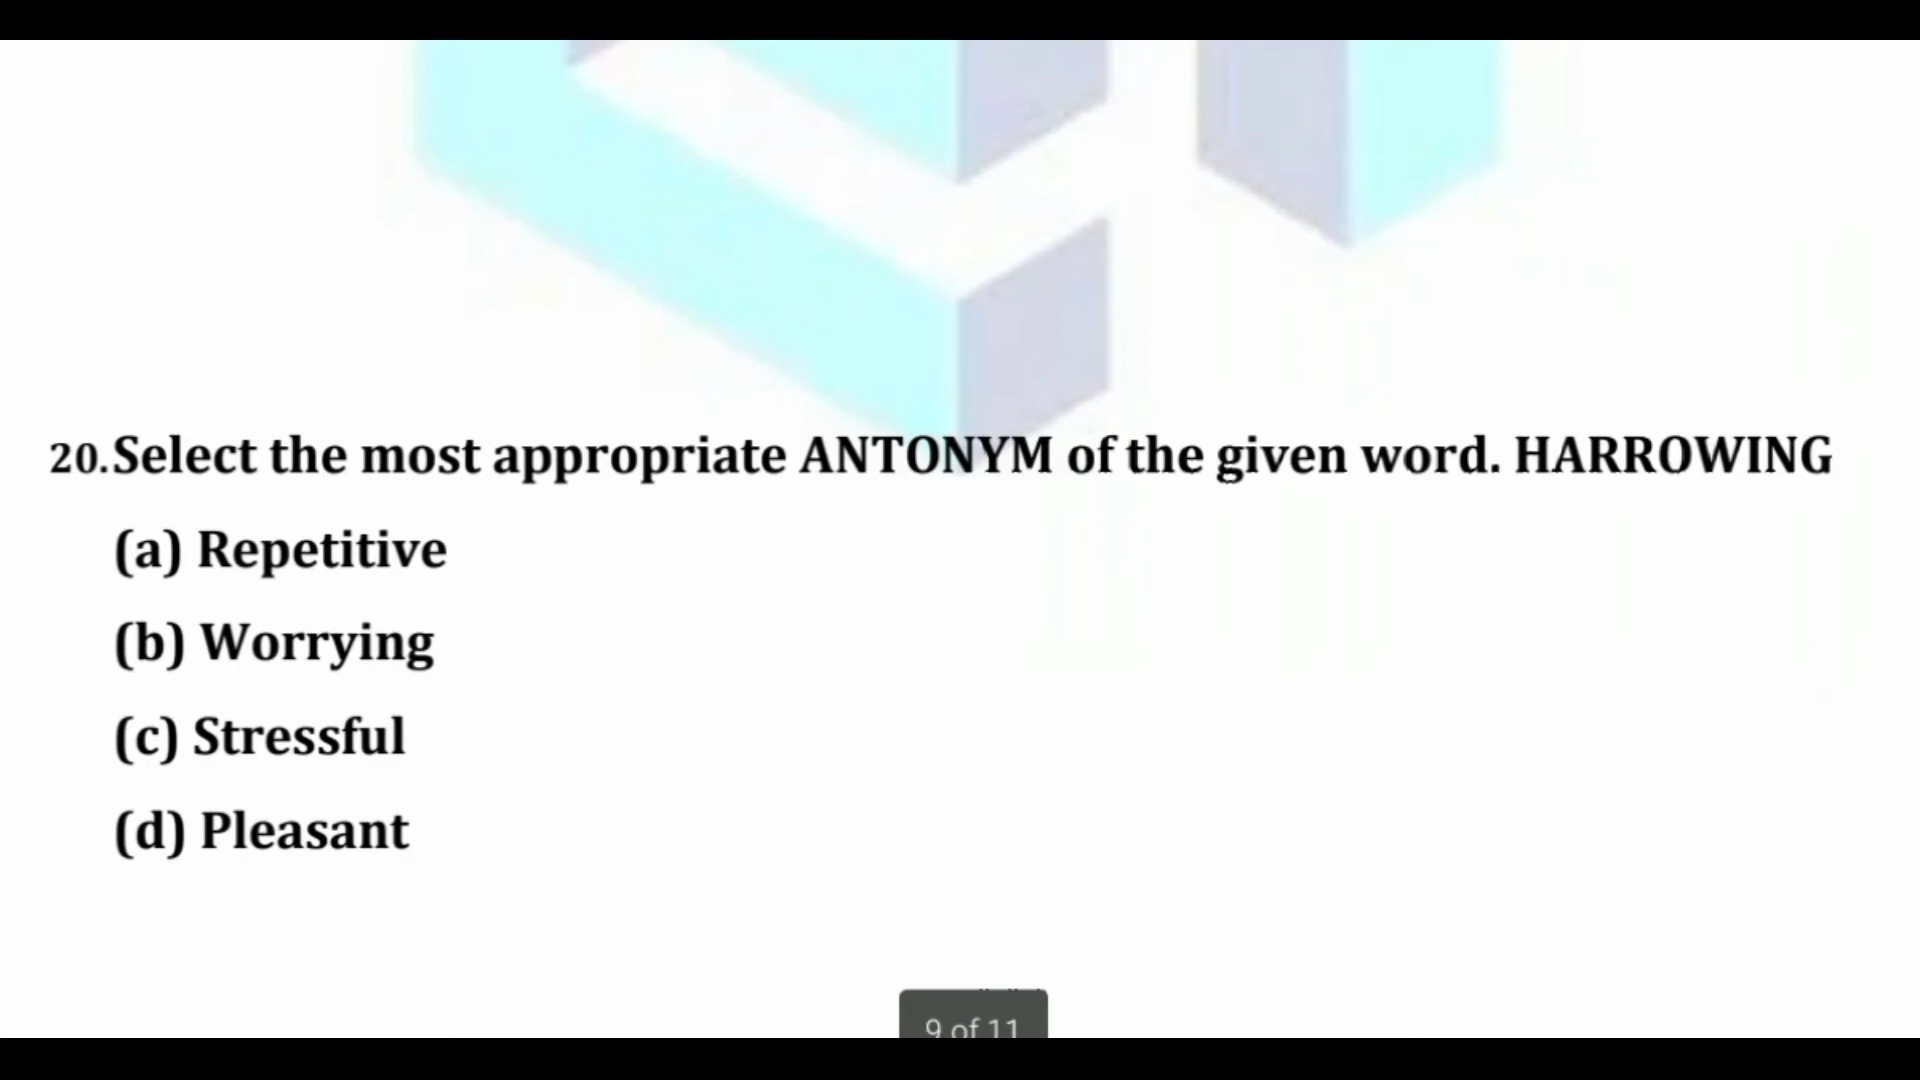 20.Select the most appropriate ANTONYM of the given word. HARROWING
(a) Repetitive
(b) Worrying
(c) Stressful
(d) Pleasant
9 of 11